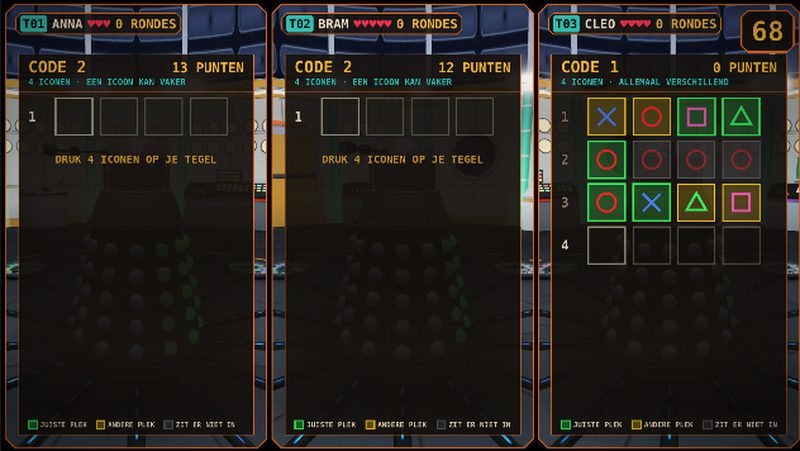 T01 ANNA 0 RONDES
CODE 2 13 PUNTEN
4 ICONEN · EEN ICOON KAN VAKER
1
DRUK 4 ICONEN OP JE TEGEL
JUISTE PLEK ANDERE PLEK ZIT ER NIET IN
T02 BRAM 0 RONDES
CODE 2 12 PUNTEN
4 ICONEN · EEN ICOON KAN VAKER
1
DRUK 4 ICONEN OP JE TEGEL
JUISTE PLEK ANDERE PLEK ZIT ER NIET IN
T03 CLEO 0 RONDES
68
CODE 1 0 PUNTEN
4 ICONEN · ALLEMAAL VERSCHILLEND
1
2
3
4
JUISTE PLEK ANDERE PLEK ZIT ER NIET IN